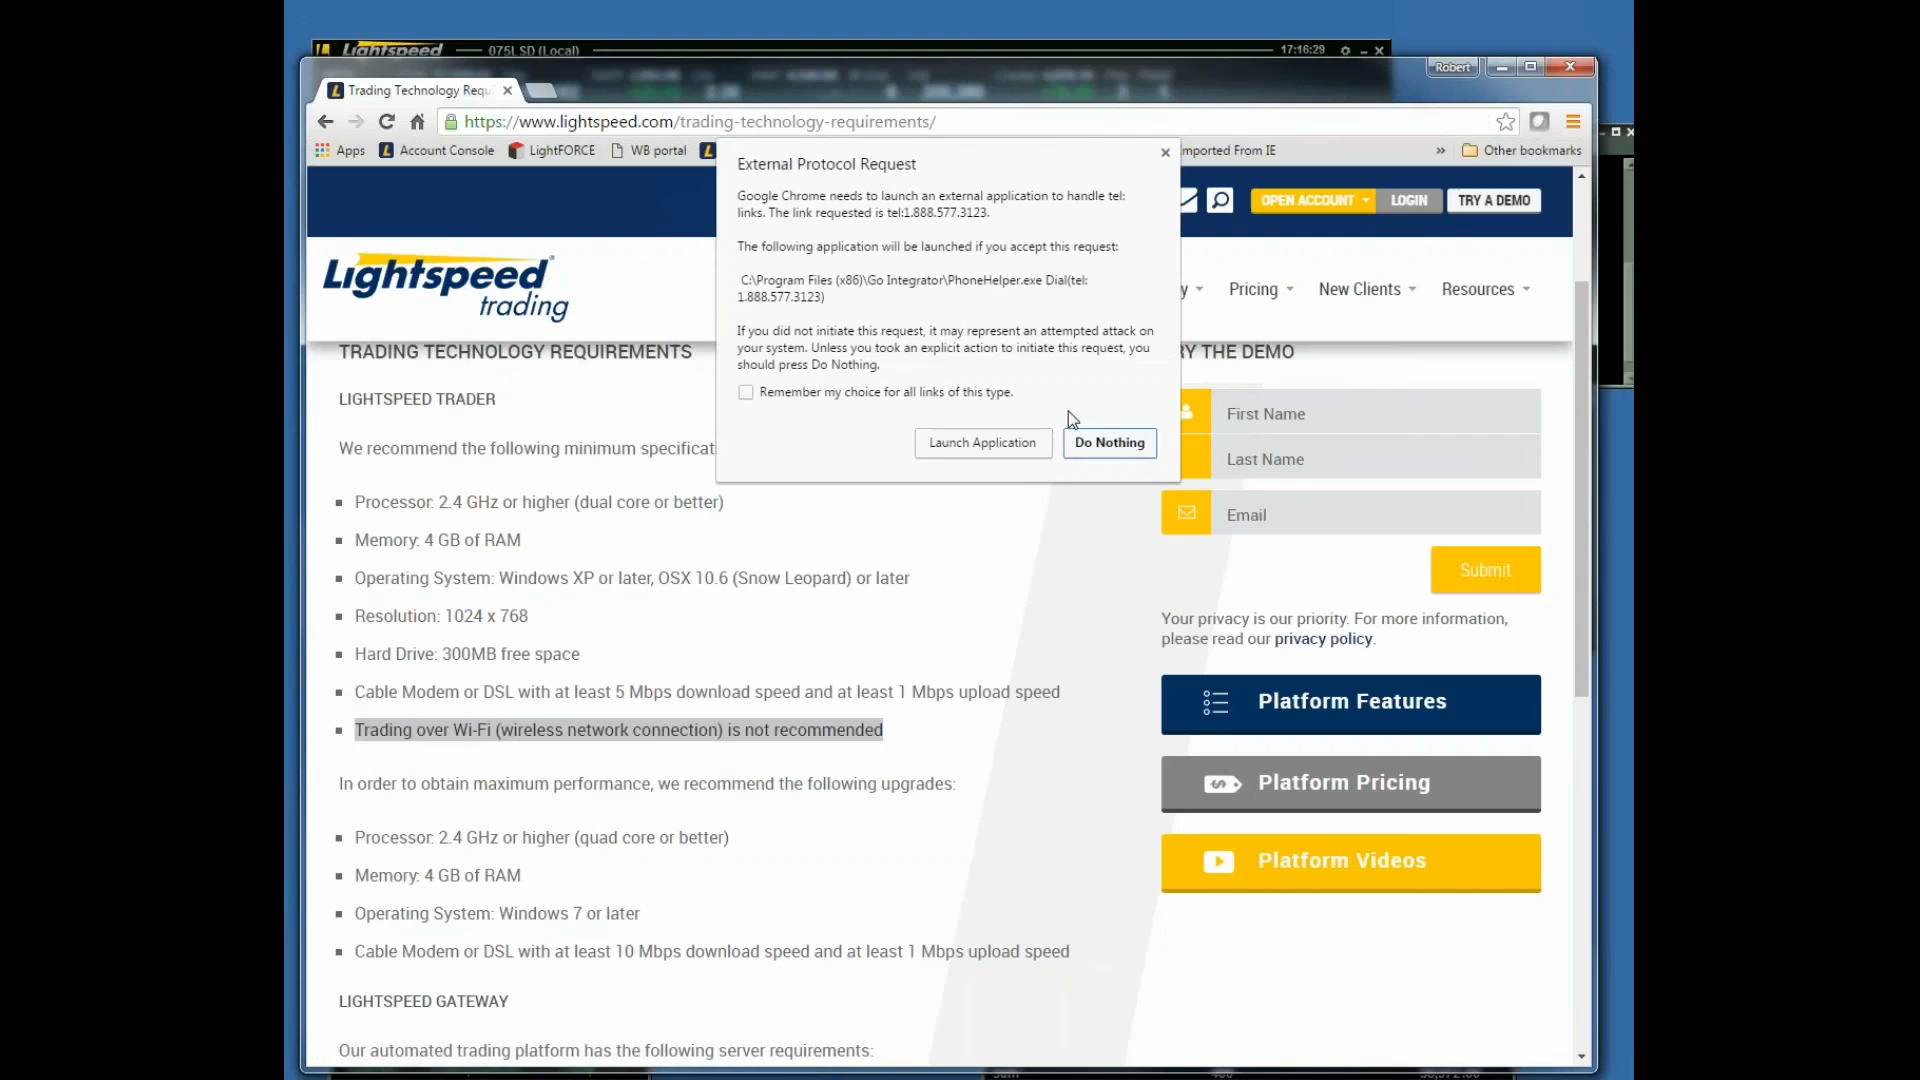 Lightspeed 075LSD (Local) 17:16:29
Robert
Trading Technology Requ
https://www.lightspeed.com/trading-technology-requirements/
Apps Account Console LightFORCE WB portal Imported From IE » Other bookmarks
External Protocol Request
Google Chrome needs to launch an external application to handle tel:
links. The link requested is tel:1.888.577.3123.
The following application will be launched if you accept this request:
C:\Program Files (x86)\Go Integrator\PhoneHelper.exe Dial(tel:
1.888.577.3123)
If you did not initiate this request, it may represent an attempted attack on
your system. Unless you took an explicit action to initiate this request, you
should press Do Nothing.
Remember my choice for all links of this type.
Launch Application Do Nothing
OPEN ACCOUNT LOGIN TRY A DEMO
Lightspeed
trading
y Pricing New Clients Resources
TRADING TECHNOLOGY REQUIREMENTS
LIGHTSPEED TRADER
We recommend the following minimum specificat
Processor: 2.4 GHz or higher (dual core or better)
Memory: 4 GB of RAM
Operating System: Windows XP or later, OSX 10.6 (Snow Leopard) or later
Resolution: 1024 x 768
Hard Drive: 300MB free space
Cable Modem or DSL with at least 5 Mbps download speed and at least 1 Mbps upload speed
Trading over Wi-Fi (wireless network connection) is not recommended
In order to obtain maximum performance, we recommend the following upgrades:
Processor: 2.4 GHz or higher (quad core or better)
Memory: 4 GB of RAM
Operating System: Windows 7 or later
Cable Modem or DSL with at least 10 Mbps download speed and at least 1 Mbps upload speed
LIGHTSPEED GATEWAY
Our automated trading platform has the following server requirements:
RY THE DEMO
First Name
Last Name
Email
Submit
Your privacy is our priority. For more information,
please read our privacy policy.
Platform Features
Platform Pricing
Platform Videos